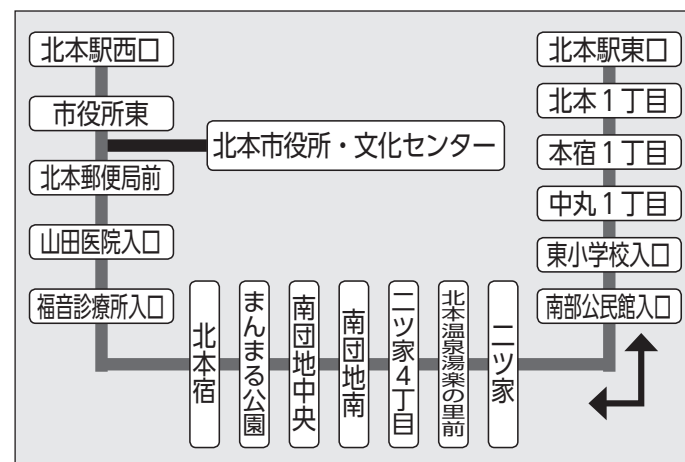 北本駅西口
市役所東
北本市役所・文化センター
北本郵便局前
山田医院入口
福音診療所入口
北本宿
まんまる公園
南団地中央
南団地南
二ツ家4丁目
北本温泉湯楽の里前
二ツ家
北本駅東口
北本1丁目
本宿1丁目
中丸1丁目
東小学校入口
南部公民館入口